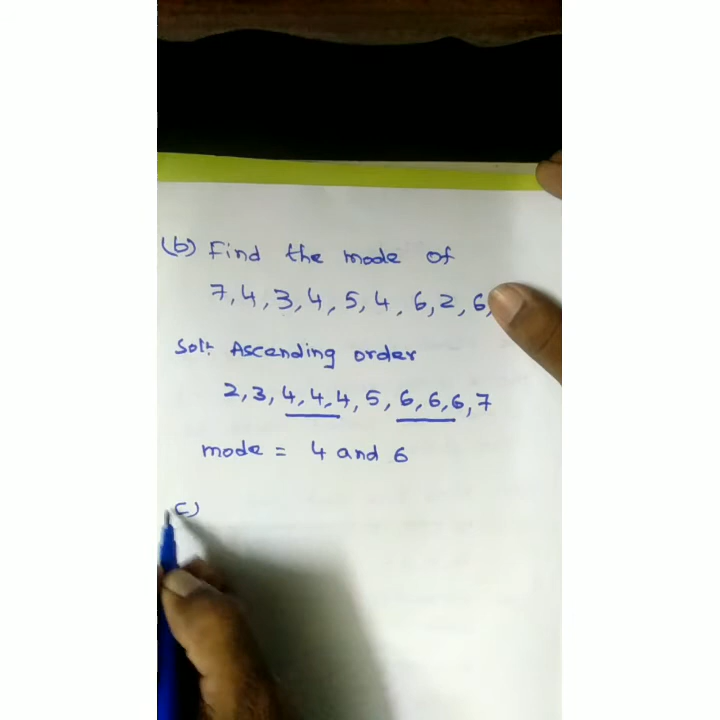 (b) Find the mode of
7, 4, 3, 4, 5, 4, 6, 2, 6,
Sol:- Ascending order
2, 3, 4, 4, 4, 5, 6, 6, 6, 7
mode = 4 and 6
c)